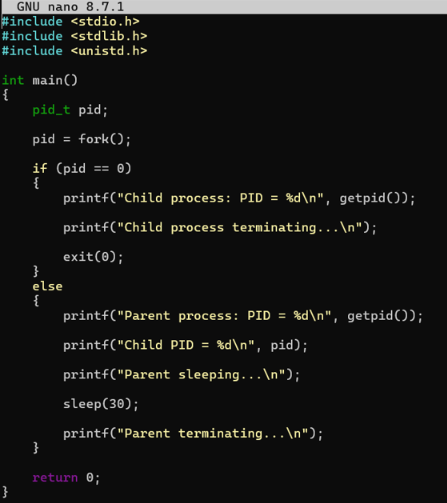 GNU nano 8.7.1
#include <stdio.h>
#include <stdlib.h>
#include <unistd.h>
int main()
{
pid_t pid;
pid = fork();
if (pid == 0)
{
printf("Child process: PID = %d\n", getpid());
printf("Child process terminating...\n");
exit(0);
}
else
{
printf("Parent process: PID = %d\n", getpid());
printf("Child PID = %d\n", pid);
printf("Parent sleeping...\n");
sleep(30);
printf("Parent terminating...\n");
}
return 0;
}